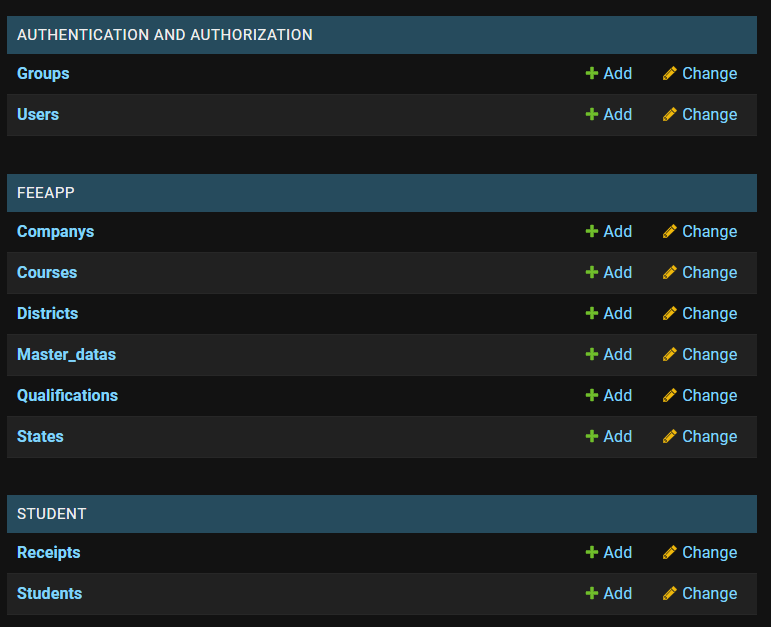 AUTHENTICATION AND AUTHORIZATION
Groups Add Change
Users Add Change
FEEAPP
Companys Add Change
Courses Add Change
Districts Add Change
Master_datas Add Change
Qualifications Add Change
States Add Change
STUDENT
Receipts Add Change
Students Add Change